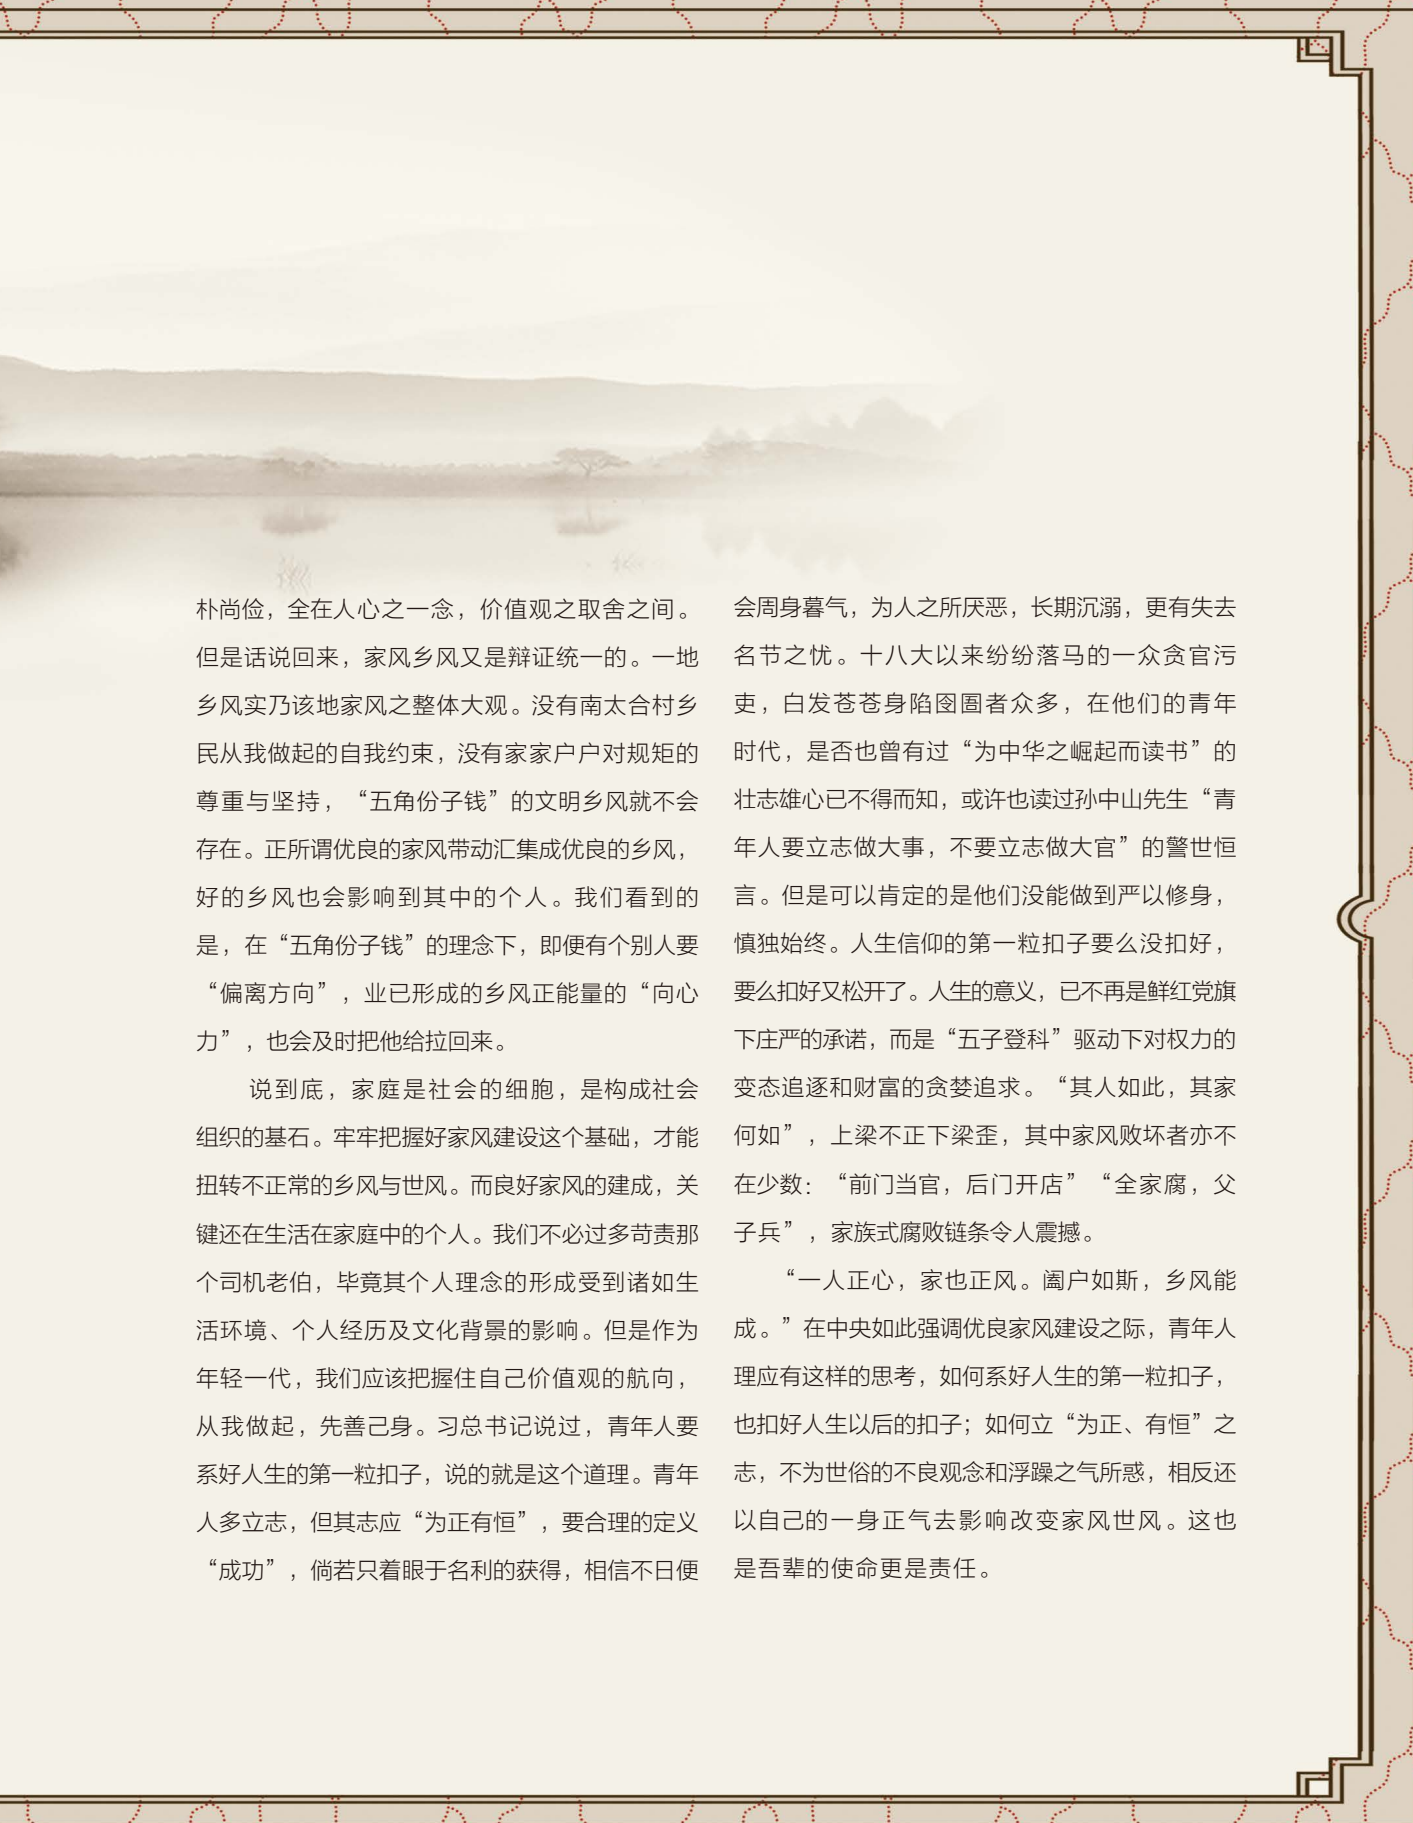 朴尚俭，全在人心之一念，价值观之取舍之间。
但是话说回来，家风乡风又是辩证统一的。一地
乡风实乃该地家风之整体大观。没有南太合村乡
民从我做起的自我约束，没有家家户户对规矩的
尊重与坚持，“五角份子钱”的文明乡风就不会
存在。正所谓优良的家风带动汇集成优良的乡风，
好的乡风也会影响到其中的个人。我们看到的
是，在“五角份子钱”的理念下，即便有个别人要
“偏离方向”，业已形成的乡风正能量的“向心
力”，也会及时把他给拉回来。
说到底，家庭是社会的细胞，是构成社会
组织的基石。牢牢把握好家风建设这个基础，才能
扭转不正常的乡风与世风。而良好家风的建成，关
键还在生活在家庭中的个人。我们不必过多苛责那
个司机老伯，毕竟其个人理念的形成受到诸如生
活环境、个人经历及文化背景的影响。但是作为
年轻一代，我们应该把握住自己价值观的航向，
从我做起，先善己身。习总书记说过，青年人要
系好人生的第一粒扣子，说的就是这个道理。青年
人多立志，但其志应“为正有恒”，要合理的定义
“成功”，倘若只着眼于名利的获得，相信不日便
会周身暮气，为人之所厌恶，长期沉溺，更有失去
名节之忧。十八大以来纷纷落马的一众贪官污
吏，白发苍苍身陷囹圄者众多，在他们的青年
时代，是否也曾有过“为中华之崛起而读书”的
壮志雄心已不得而知，或许也读过孙中山先生“青
年人要立志做大事，不要立志做大官”的警世恒
言。但是可以肯定的是他们没能做到严以修身，
慎独始终。人生信仰的第一粒扣子要么没扣好，
要么扣好又松开了。人生的意义，已不再是鲜红党旗
下庄严的承诺，而是“五子登科”驱动下对权力的
变态追逐和财富的贪婪追求。“其人如此，其家
何如”，上梁不正下梁歪，其中家风败坏者亦不
在少数：“前门当官，后门开店”“全家腐，父
子兵”，家族式腐败链条令人震撼。
“一人正心，家也正风。阖户如斯，乡风能
成。”在中央如此强调优良家风建设之际，青年人
理应有这样的思考，如何系好人生的第一粒扣子，
也扣好人生以后的扣子；如何立“为正、有恒”之
志，不为世俗的不良观念和浮躁之气所惑，相反还
以自己的一身正气去影响改变家风世风。这也
是吾辈的使命更是责任。